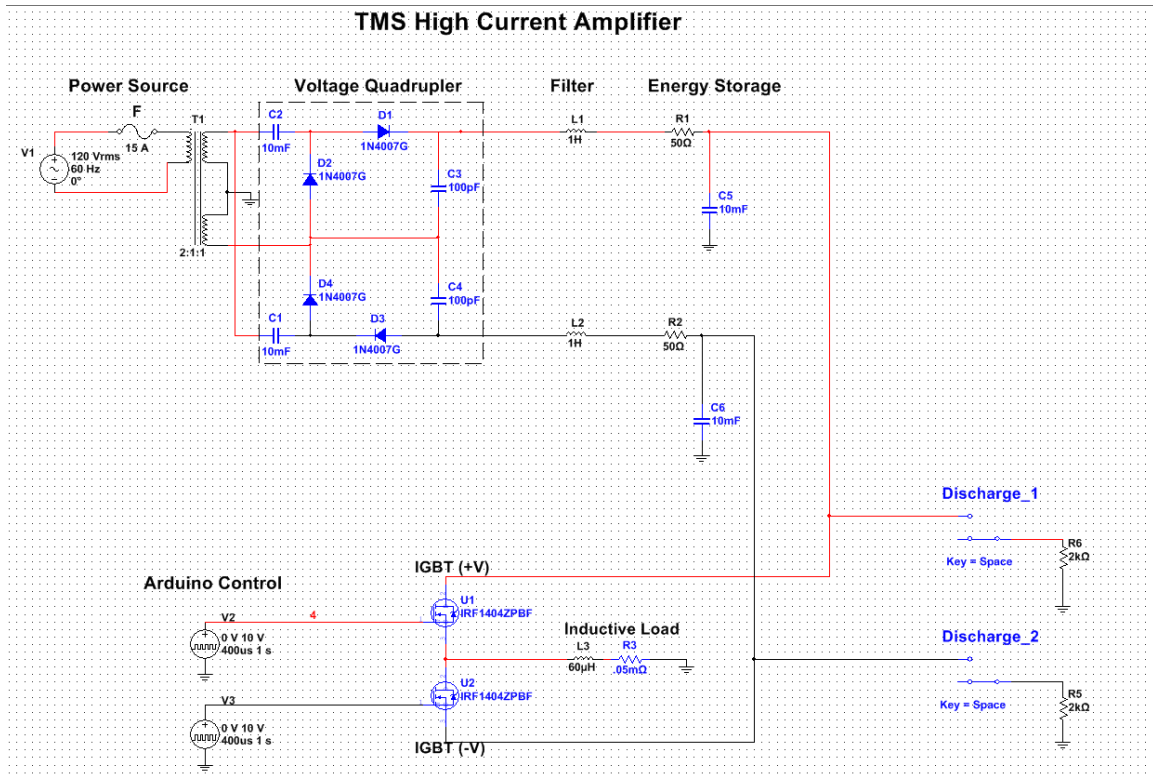 TMS High Current Amplifier
Power Source
Voltage Quadrupler
Filter
Energy Storage
F
15 A
T1
V1
120 Vrms
60 Hz
0°
2:1:1
C2
10mF
D1
1N4007G
D2
1N4007G
C3
100pF
D4
1N4007G
C4
100pF
C1
10mF
D3
1N4007G
L1
1H
R1
50Ω
C5
10mF
L2
1H
R2
50Ω
C6
10mF
Discharge_1
Key = Space
R6
2kΩ
Arduino Control
IGBT (+V)
U1
IRF1404ZPBF
V2
4
0 V 10 V
400us 1 s
Inductive Load
L3
60µH
R3
.05mΩ
Discharge_2
Key = Space
R5
2kΩ
U2
IRF1404ZPBF
V3
0 V 10 V
400us 1 s
IGBT (-V)